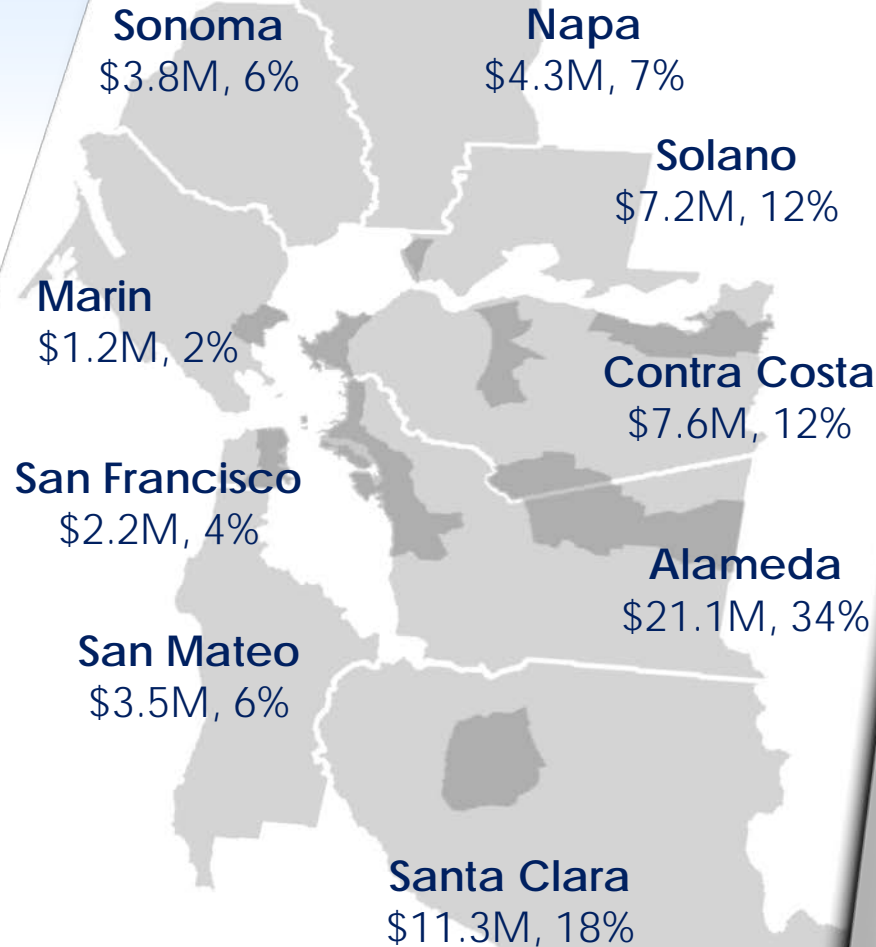 Sonoma
$3.8M, 6%
Napa
$4.3M, 7%
Solano
$7.2M, 12%
Marin
$1.2M, 2%
Contra Costa
$7.6M, 12%
San Francisco
$2.2M, 4%
Alameda
$21.1M, 34%
San Mateo
$3.5M, 6%
Santa Clara
$11.3M, 18%